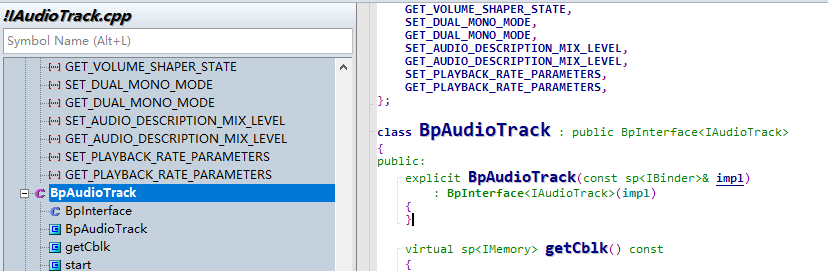 !IAudioTrack.cpp
Symbol Name (Alt+L)
GET_VOLUME_SHAPER_STATE
SET_DUAL_MONO_MODE
GET_DUAL_MONO_MODE
SET_AUDIO_DESCRIPTION_MIX_LEVEL
GET_AUDIO_DESCRIPTION_MIX_LEVEL
SET_PLAYBACK_RATE_PARAMETERS
GET_PLAYBACK_RATE_PARAMETERS
BpAudioTrack
BpInterface
BpAudioTrack
getCblk
start
GET_VOLUME_SHAPER_STATE,
SET_DUAL_MONO_MODE,
GET_DUAL_MONO_MODE,
SET_AUDIO_DESCRIPTION_MIX_LEVEL,
GET_AUDIO_DESCRIPTION_MIX_LEVEL,
SET_PLAYBACK_RATE_PARAMETERS,
GET_PLAYBACK_RATE_PARAMETERS,
};
class BpAudioTrack : public BpInterface<IAudioTrack>
{
public:
explicit BpAudioTrack(const sp<IBinder>& impl)
: BpInterface<IAudioTrack>(impl)
{
}
virtual sp<IMemory> getCblk() const
{